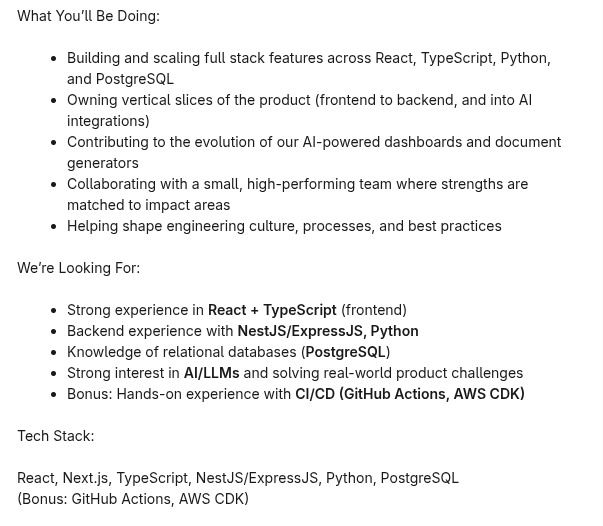 What You’ll Be Doing:
• Building and scaling full stack features across React, TypeScript, Python,
and PostgreSQL
• Owning vertical slices of the product (frontend to backend, and into AI
integrations)
• Contributing to the evolution of our AI-powered dashboards and document
generators
• Collaborating with a small, high-performing team where strengths are
matched to impact areas
• Helping shape engineering culture, processes, and best practices
We’re Looking For:
• Strong experience in React + TypeScript (frontend)
• Backend experience with NestJS/ExpressJS, Python
• Knowledge of relational databases (PostgreSQL)
• Strong interest in AI/LLMs and solving real-world product challenges
• Bonus: Hands-on experience with CI/CD (GitHub Actions, AWS CDK)
Tech Stack:
React, Next.js, TypeScript, NestJS/ExpressJS, Python, PostgreSQL
(Bonus: GitHub Actions, AWS CDK)